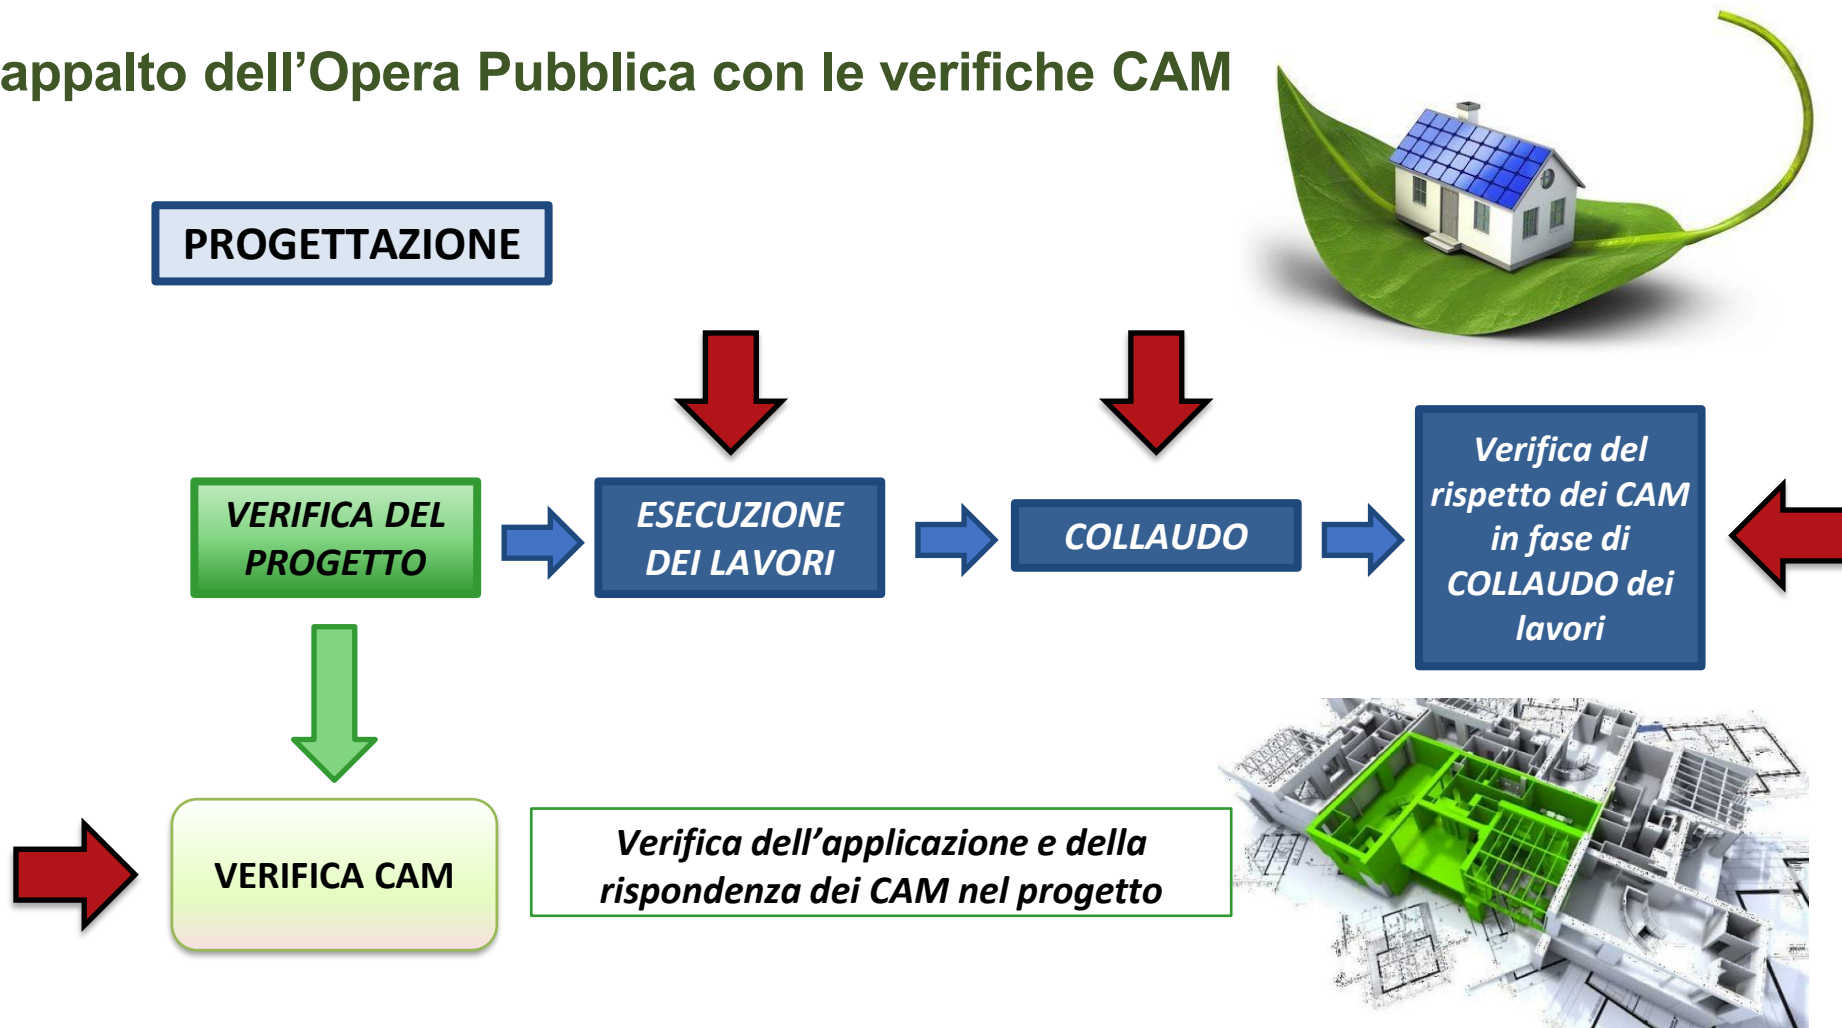 appalto dell’Opera Pubblica con le verifiche CAM
PROGETTAZIONE
VERIFICA DEL
PROGETTO
ESECUZIONE
DEI LAVORI
COLLAUDO
Verifica del
rispetto dei CAM
in fase di
COLLAUDO dei
lavori
VERIFICA CAM
Verifica dell’applicazione e della
rispondenza dei CAM nel progetto